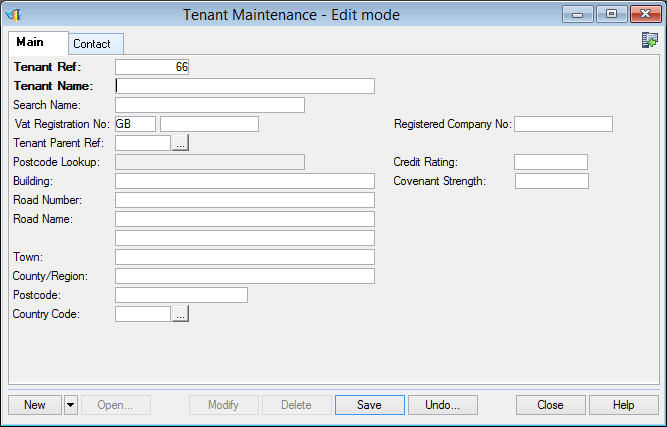 Tenant Maintenance - Edit mode
Main Contact
Tenant Ref: 66
Tenant Name:
Search Name:
Vat Registration No: GB Registered Company No:
Tenant Parent Ref: ...
Postcode Lookup: Credit Rating:
Building: Covenant Strength:
Road Number:
Road Name:
Town:
County/Region:
Postcode:
Country Code: ...
New Open... Modify Delete Save Undo... Close Help